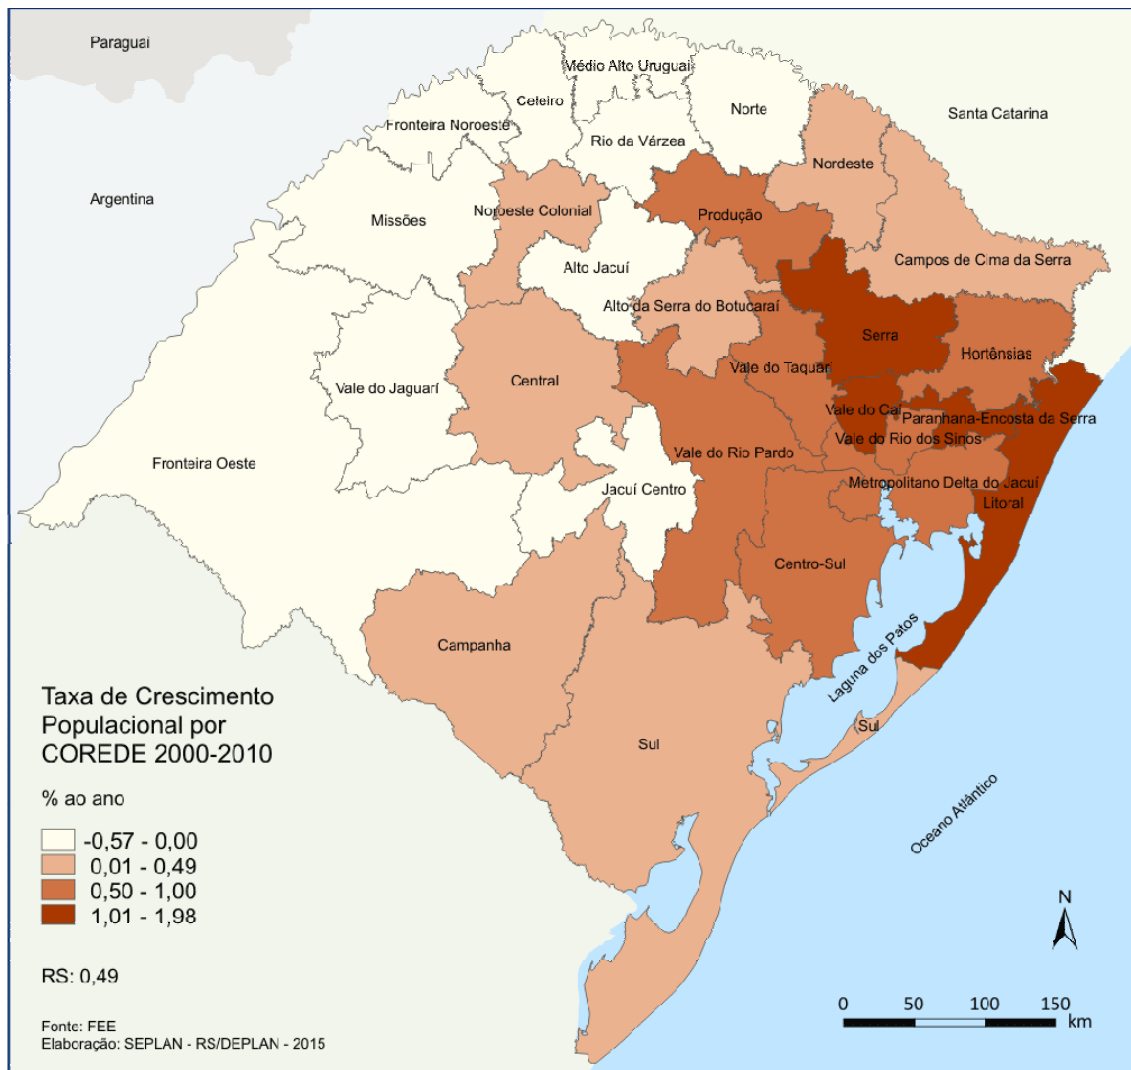 Paraguai
Médio Alto Uruguai
Celeiro
Norte
Santa Catarina
Fronteira Noroeste
Rio da Várzea
Nordeste
Argentina
Missões
Noroeste Colonial
Produção
Alto Jacuí
Campos de Cima da Serra
Alto da Serra do Botucaraí
Serra
Hortênsias
Central
Vale do Taquari
Vale do Jaguarí
Vale do Caí
Paranhana-Encosta da Serra
Vale do Rio dos Sinos
Fronteira Oeste
Vale do Rio Pardo
Jacuí Centro
Metropolitano Delta do Jacuí
Litoral
Centro-Sul
Campanha
Laguna dos Patos
Sul
Sul
Oceano Atlântico
Taxa de Crescimento
Populacional por
COREDE 2000-2010
% ao ano
-0,57 - 0,00
0,01 - 0,49
0,50 - 1,00
1,01 - 1,98
RS: 0,49
Fonte: FEE
Elaboração: SEPLAN - RS/DEPLAN - 2015
N
0 50 100 150
km